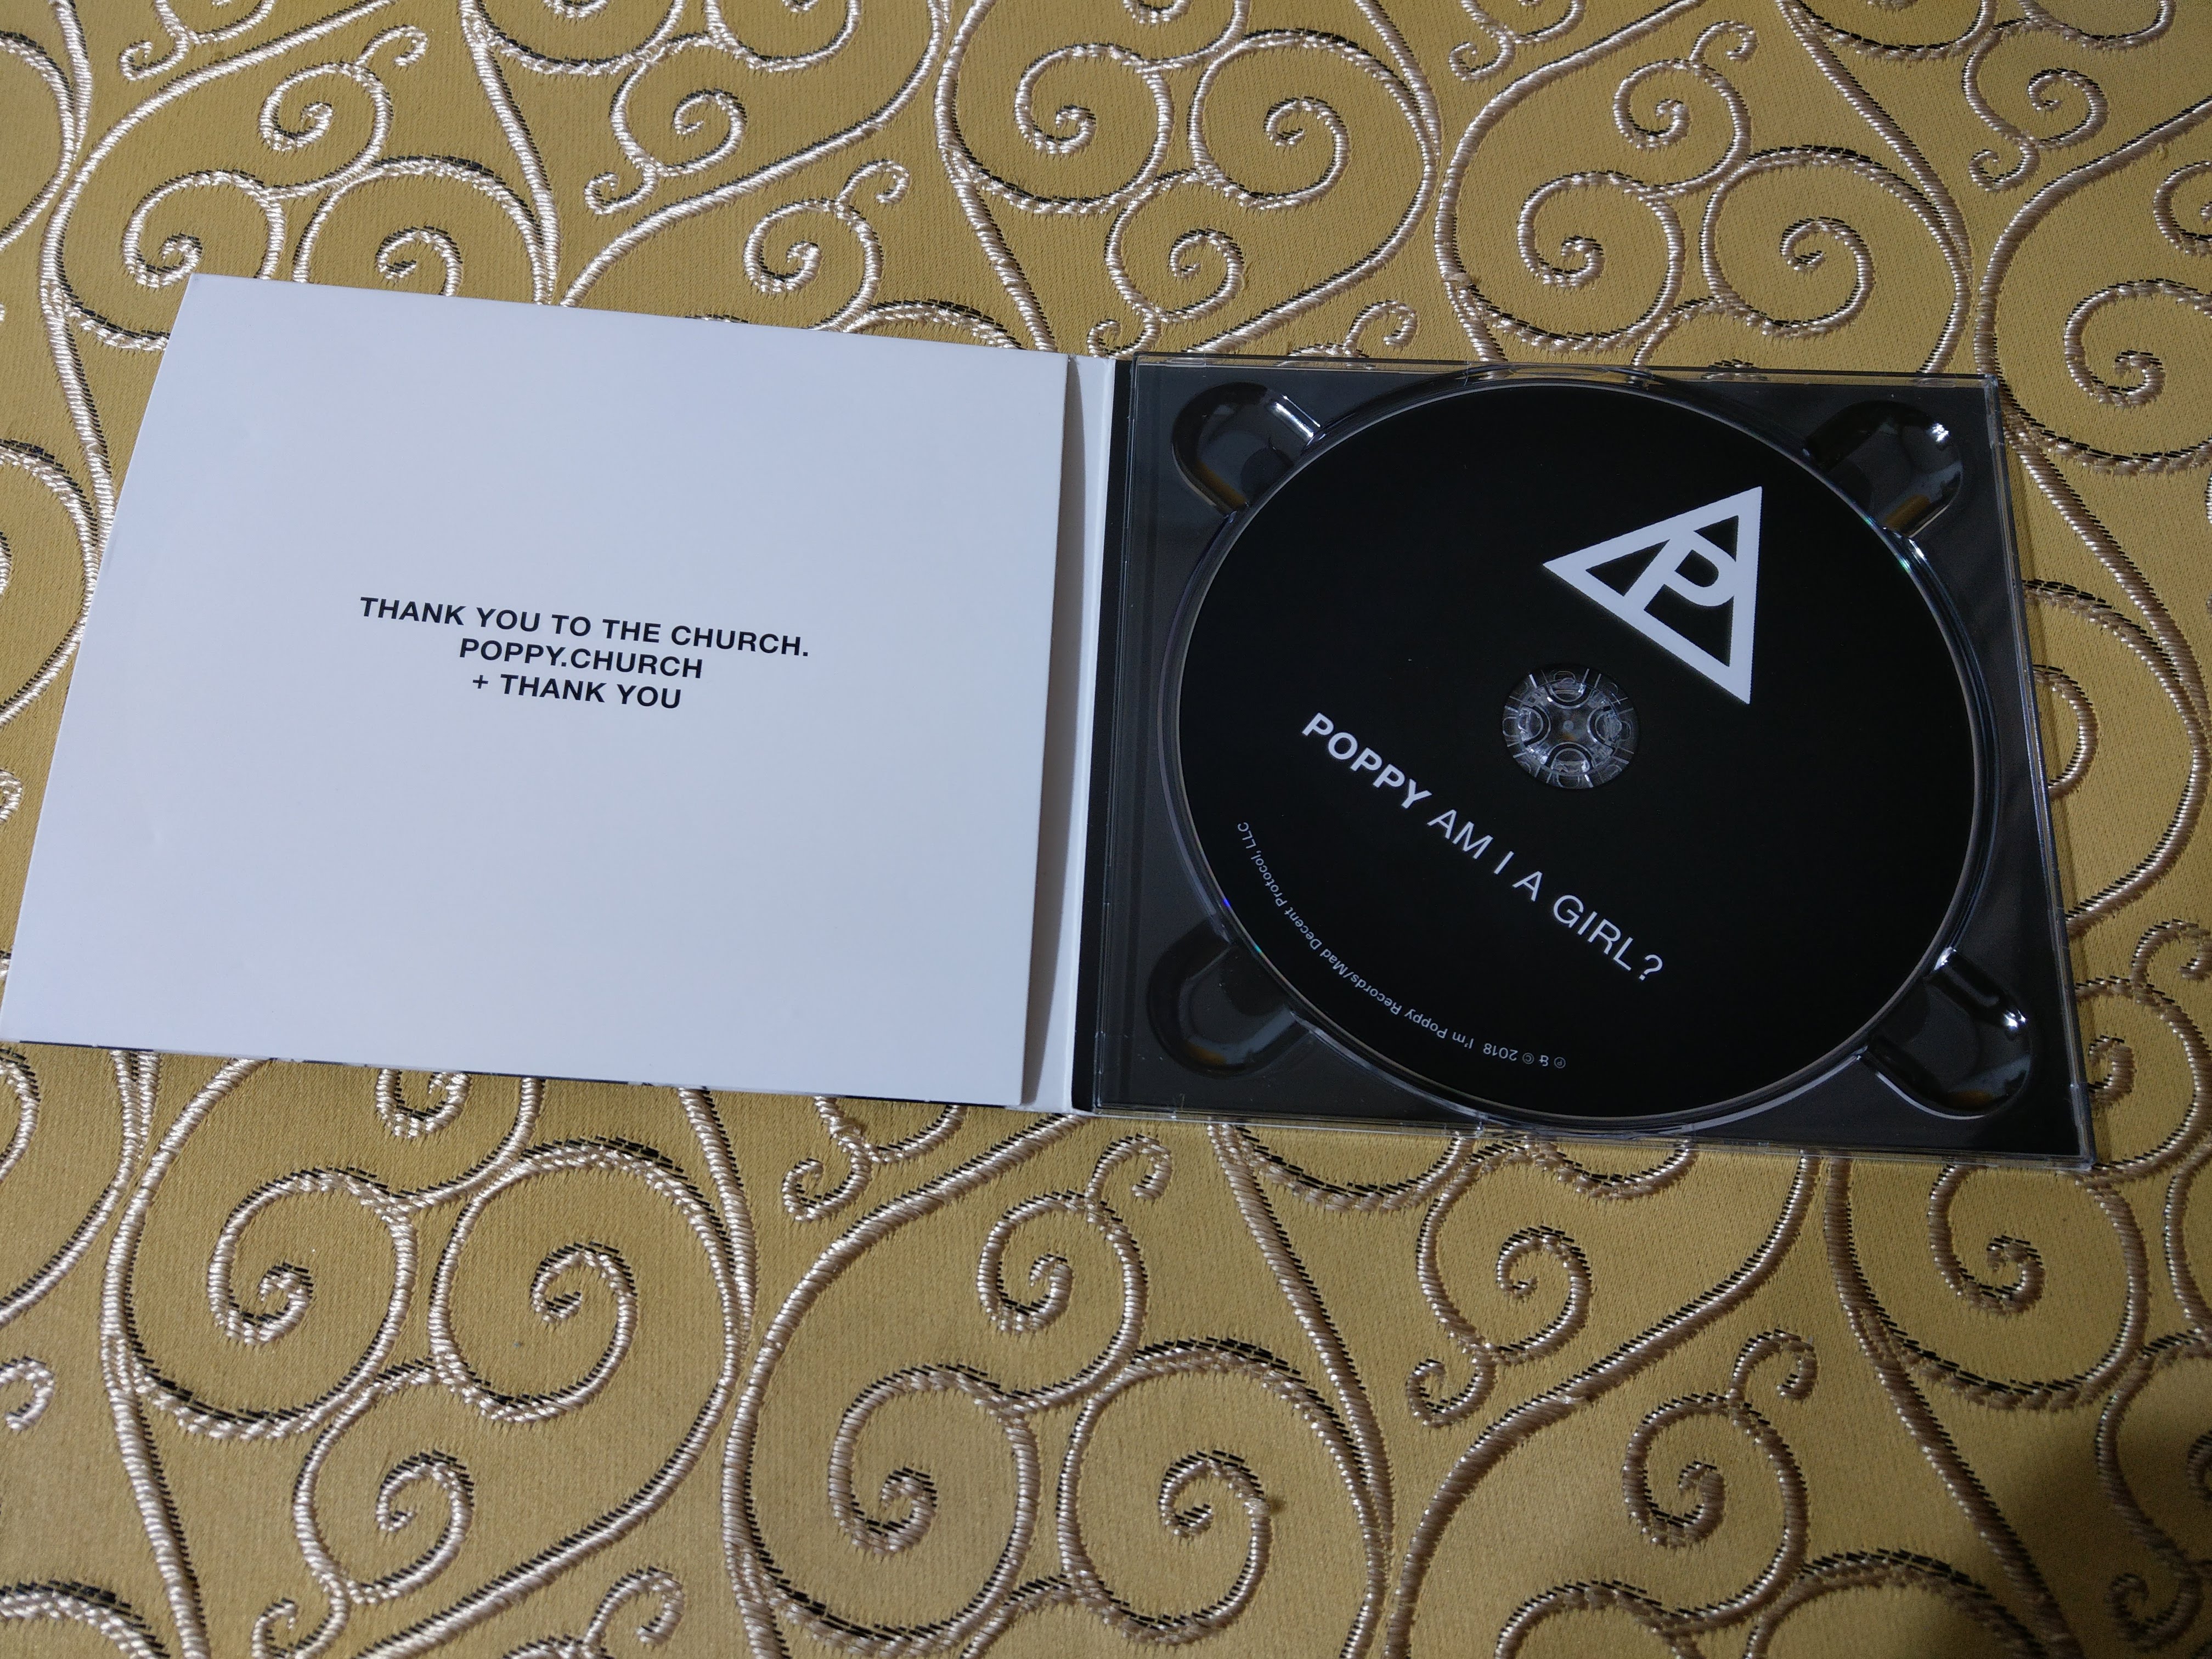 THANK YOU TO THE CHURCH.
POPPY.CHURCH
+ THANK YOU
P
POPPY AM I A GIRL?
℗ & © 2018 I'm Poppy Records/Mad Decent Protocol, LLC